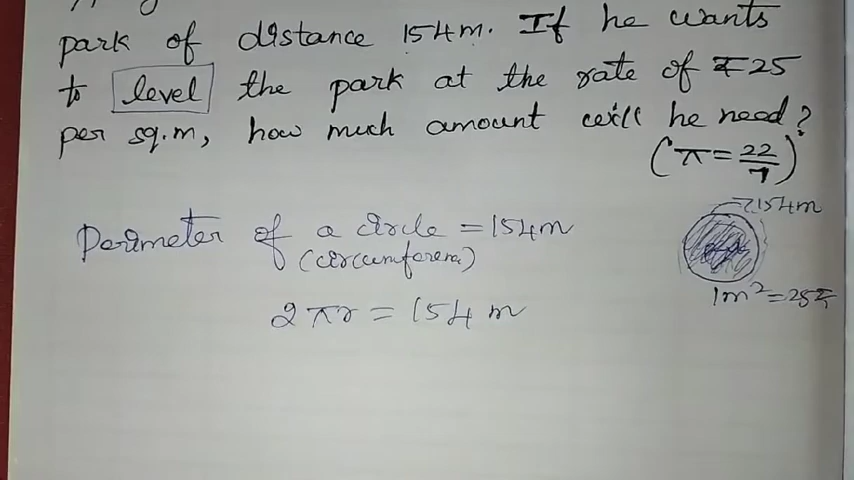 park of distance 154m. If he wants
to level the park at the rate of ₹25
per sq.m, how much amount will he need?
(π = 22/7)
Perimeter of a circle = 154m
(circumferen.)
2πr = 154 m
154m
1m² = 25₹